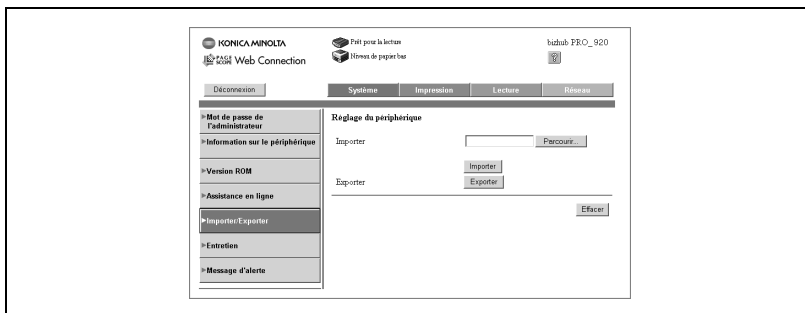 KONICA MINOLTA
PAGE SCOPE Web Connection
Prêt pour la lecture
Niveau de papier bas
bizhub PRO_920
?
Déconnexion
Système
Impression
Lecture
Réseau
Mot de passe de
l'administrateur
Information sur le périphérique
Version ROM
Assistance en ligne
Importer/Exporter
Entretien
Message d'alerte
Réglage du périphérique
Importer
Parcourir...
Importer
Exporter
Exporter
Effacer